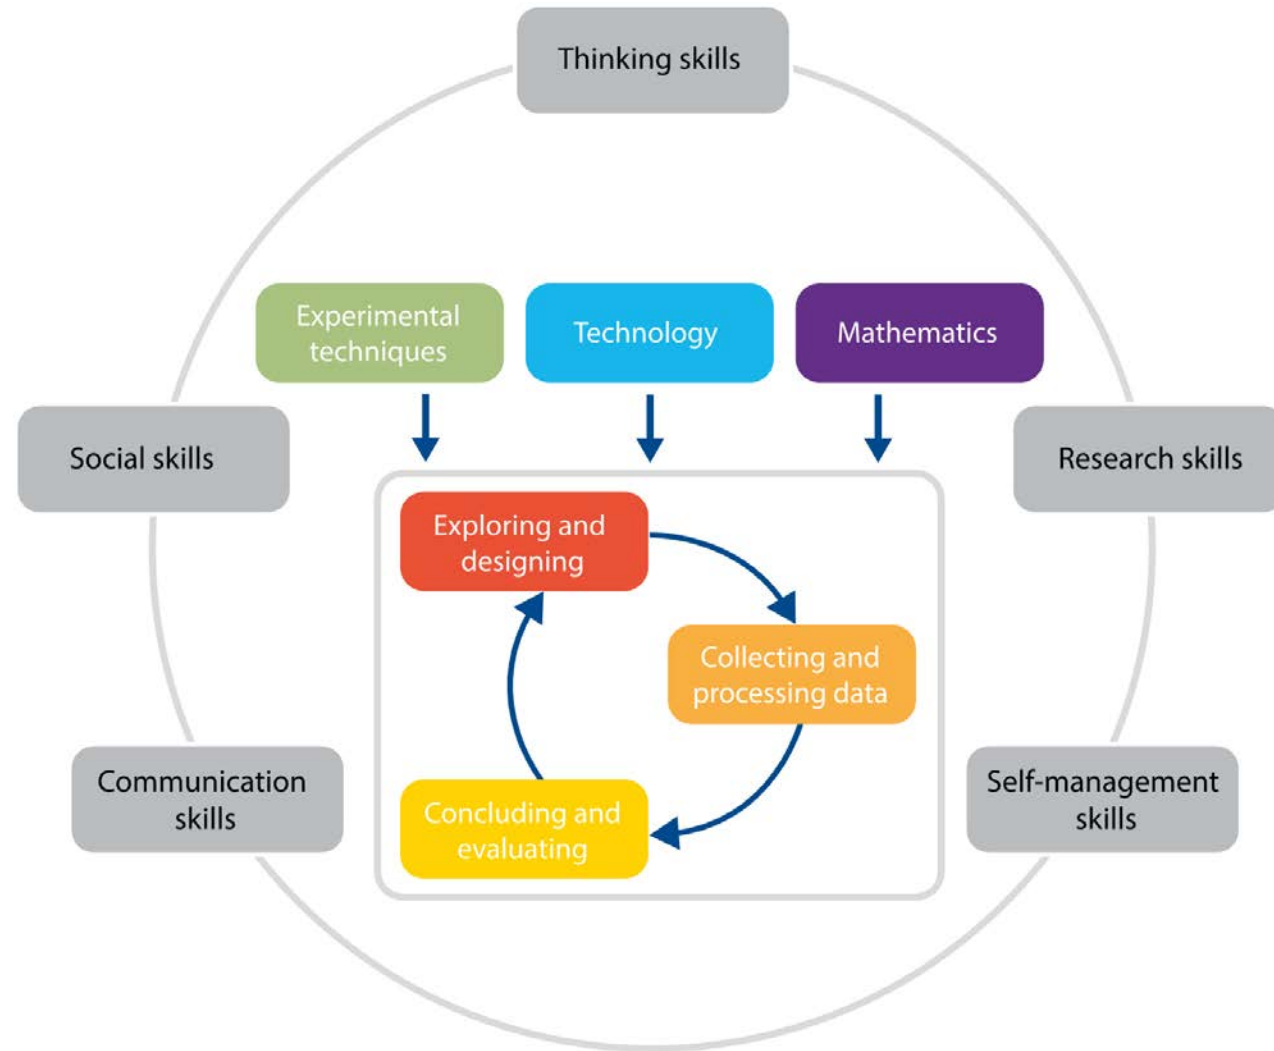 Thinking skills
Experimental
techniques
Technology
Mathematics
Social skills
Research skills
Exploring and
designing
Collecting and
processing data
Communication
skills
Self-management
skills
Concluding and
evaluating